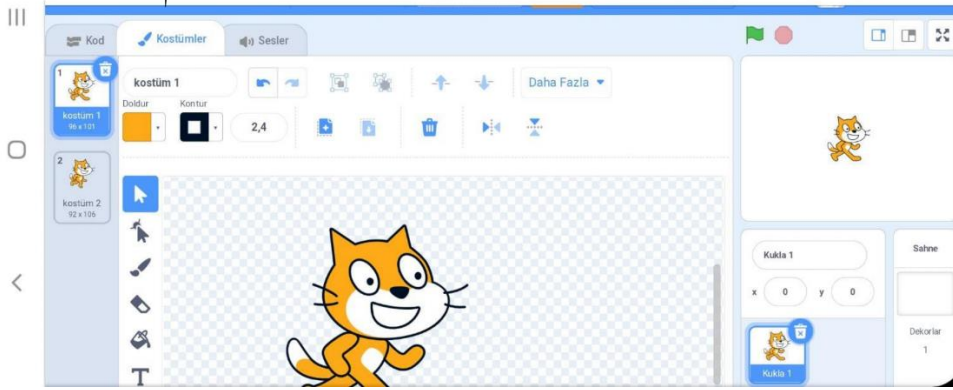 Kod
Kostümler
Sesler
1
kostüm 1
96 x 101
2
kostüm 2
92 x 106
kostüm 1
Daha Fazla
Doldur
Kontur
2,4
T
Kukla 1
x 0 y 0
Kukla 1
Sahne
Dekorlar
1